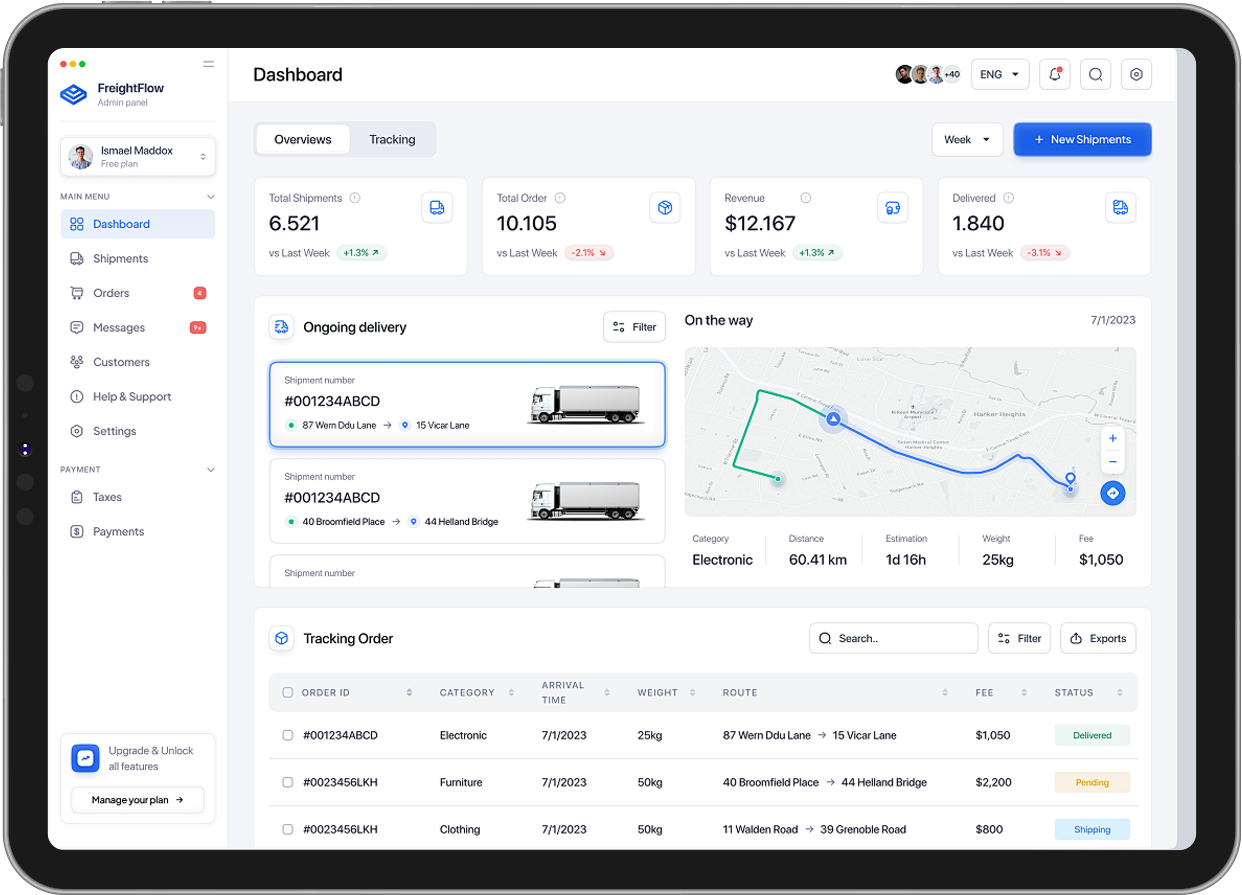 FreightFlow
Admin panel
Ismael Maddox
Free plan
MAIN MENU
Dashboard
Shipments
Orders
4
Messages
9+
Customers
Help & Support
Settings
PAYMENT
Taxes
Payments
Upgrade & Unlock
all features
Manage your plan →
Dashboard
+40
ENG
Overviews
Tracking
Week
+ New Shipments
Total Shipments
6.521
vs Last Week +1.3% ↗
Total Order
10.105
vs Last Week -2.1% ↘
Revenue
$12.167
vs Last Week +1.3% ↗
Delivered
1.840
vs Last Week -3.1% ↘
Ongoing delivery
Filter
Shipment number
#001234ABCD
87 Wern Ddu Lane → 15 Vicar Lane
Shipment number
#001234ABCD
40 Broomfield Place → 44 Helland Bridge
Shipment number
On the way
7/1/2023
Harker Heights
+
−
Category
Electronic
Distance
60.41 km
Estimation
1d 16h
Weight
25kg
Fee
$1,050
Tracking Order
Search..
Filter
Exports
ORDER ID CATEGORY ARRIVAL TIME WEIGHT ROUTE FEE STATUS
#001234ABCD Electronic 7/1/2023 25kg 87 Wern Ddu Lane → 15 Vicar Lane $1,050 Delivered
#0023456LKH Furniture 7/1/2023 50kg 40 Broomfield Place → 44 Helland Bridge $2,200 Pending
#0023456LKH Clothing 7/1/2023 50kg 11 Walden Road → 39 Grenoble Road $800 Shipping